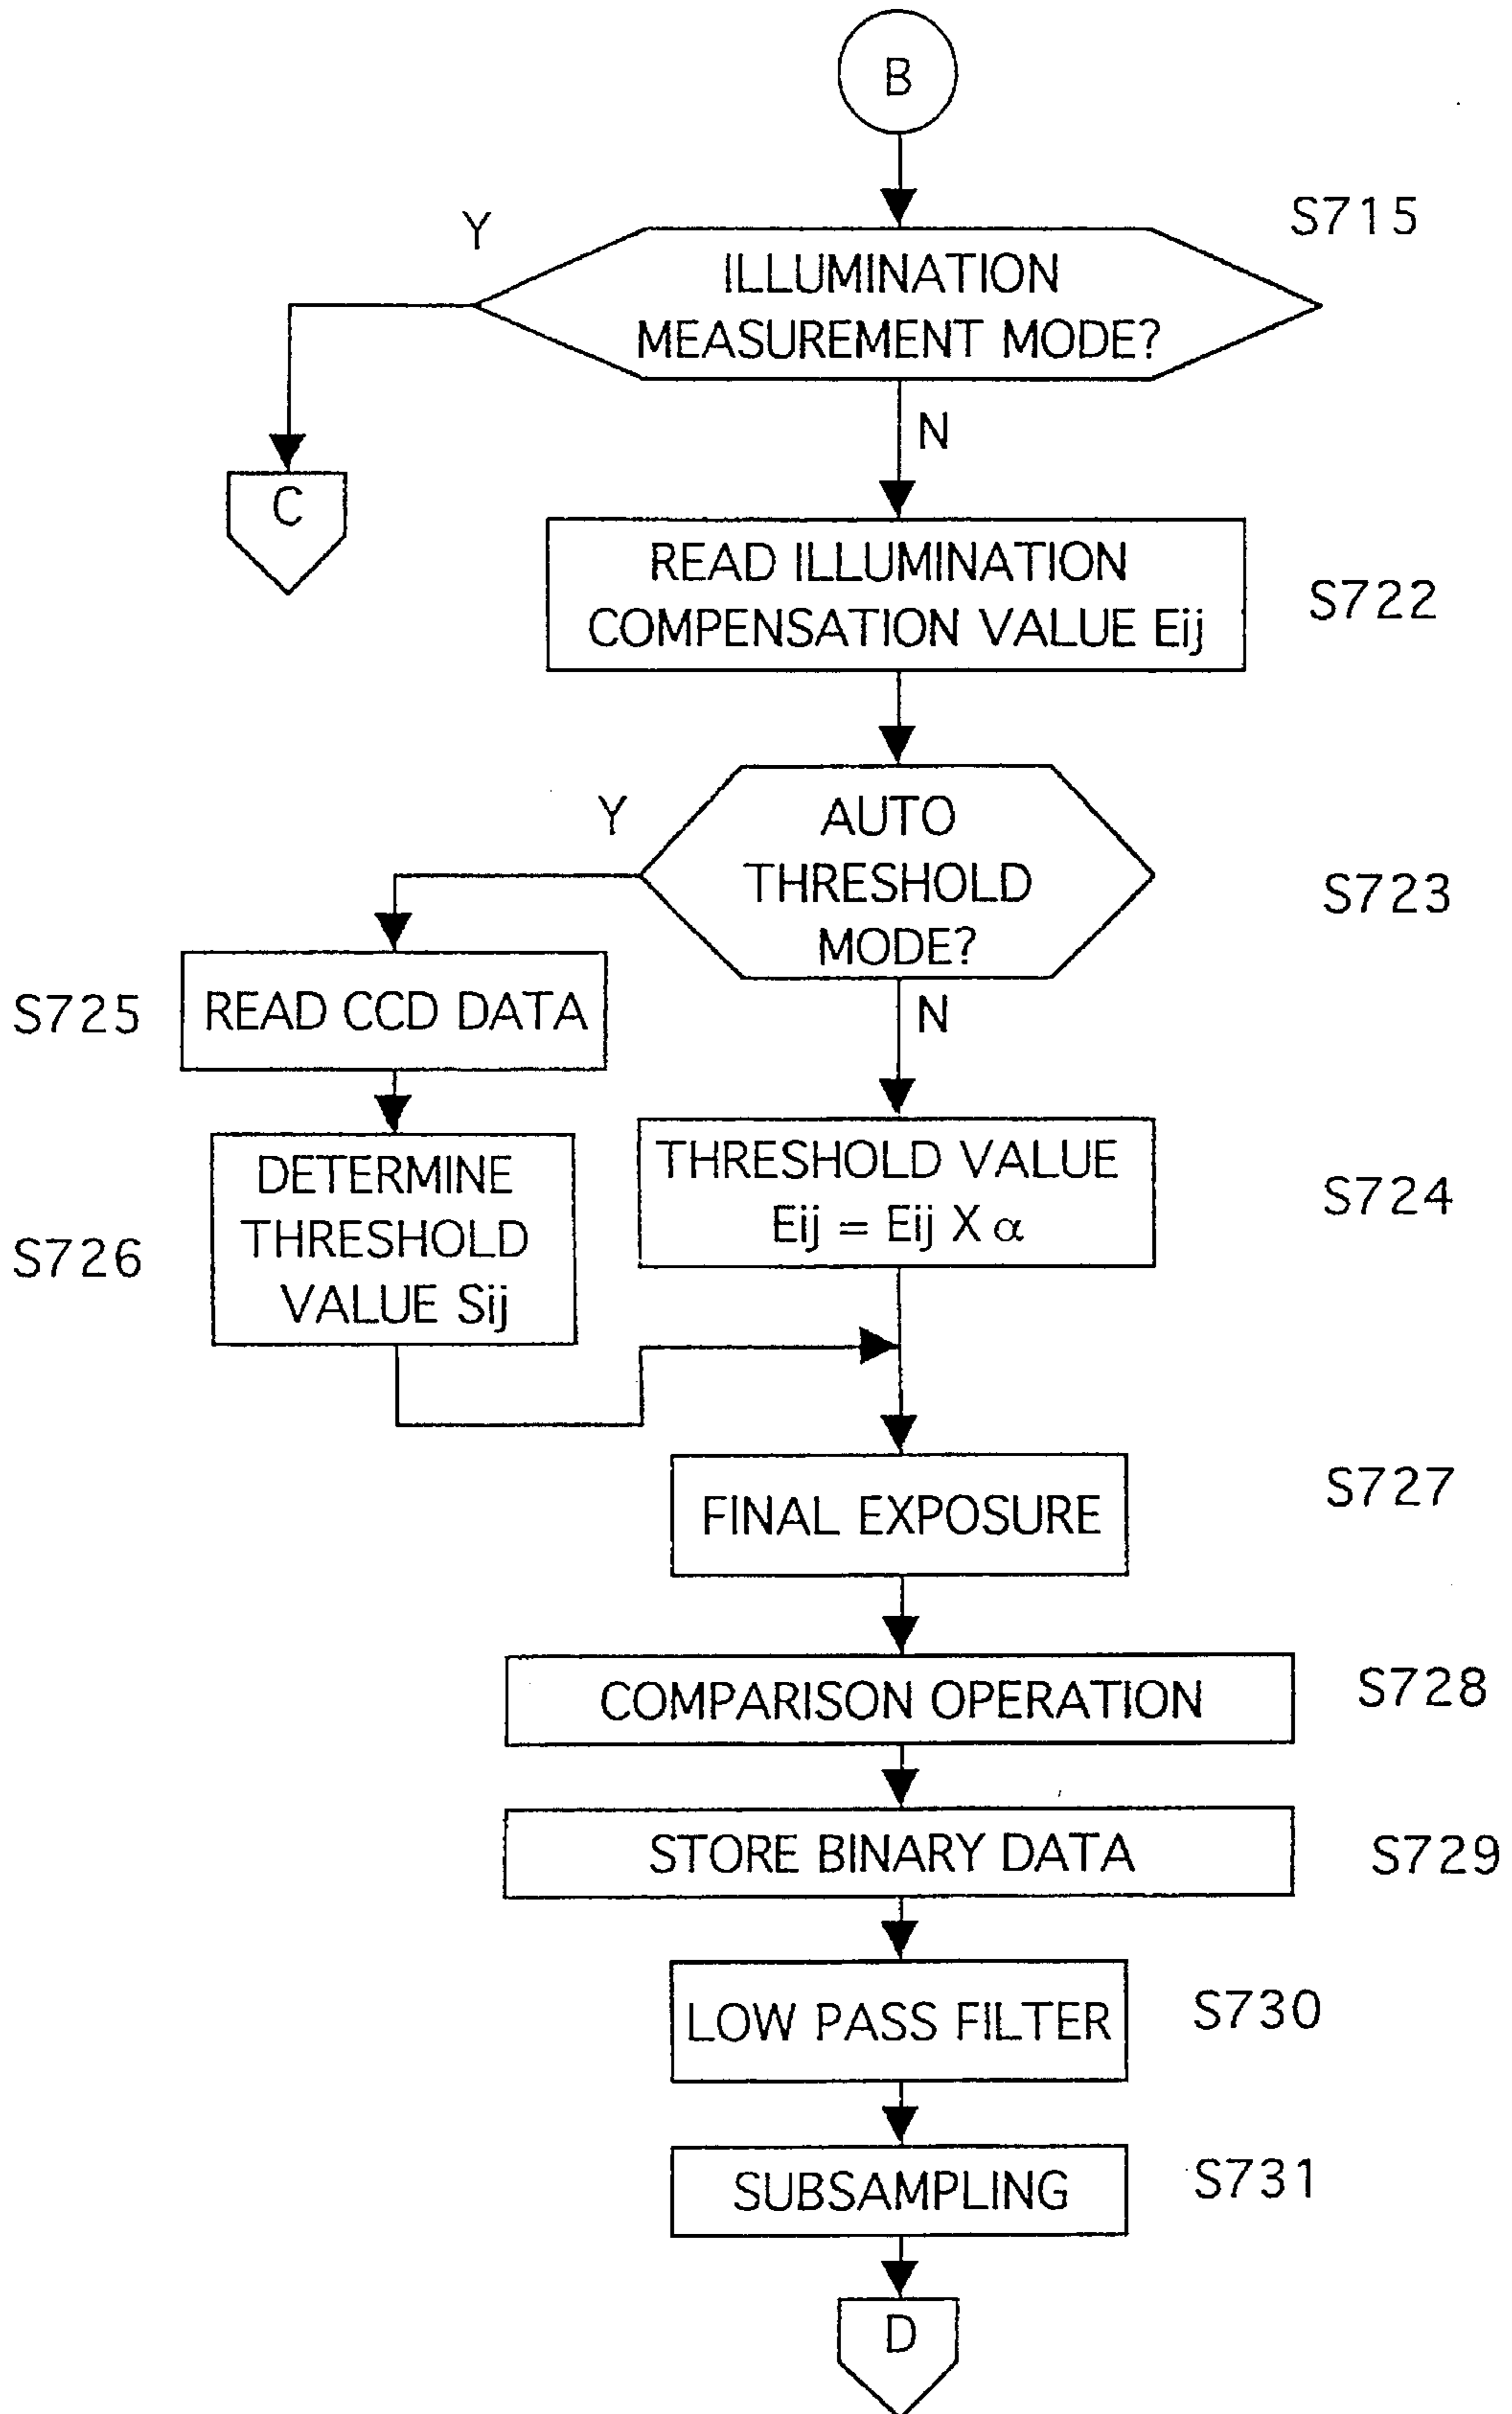 B
S715
Y
ILLUMINATION
MEASUREMENT MODE?
N
C
READ ILLUMINATION
COMPENSATION VALUE Eij
S722
Y
AUTO
THRESHOLD
MODE?
S723
S725
READ CCD DATA
N
DETERMINE
THRESHOLD
VALUE Sij
S726
THRESHOLD VALUE
Eij = Eij X α
S724
FINAL EXPOSURE
S727
COMPARISON OPERATION
S728
STORE BINARY DATA
S729
LOW PASS FILTER
S730
SUBSAMPLING
S731
D